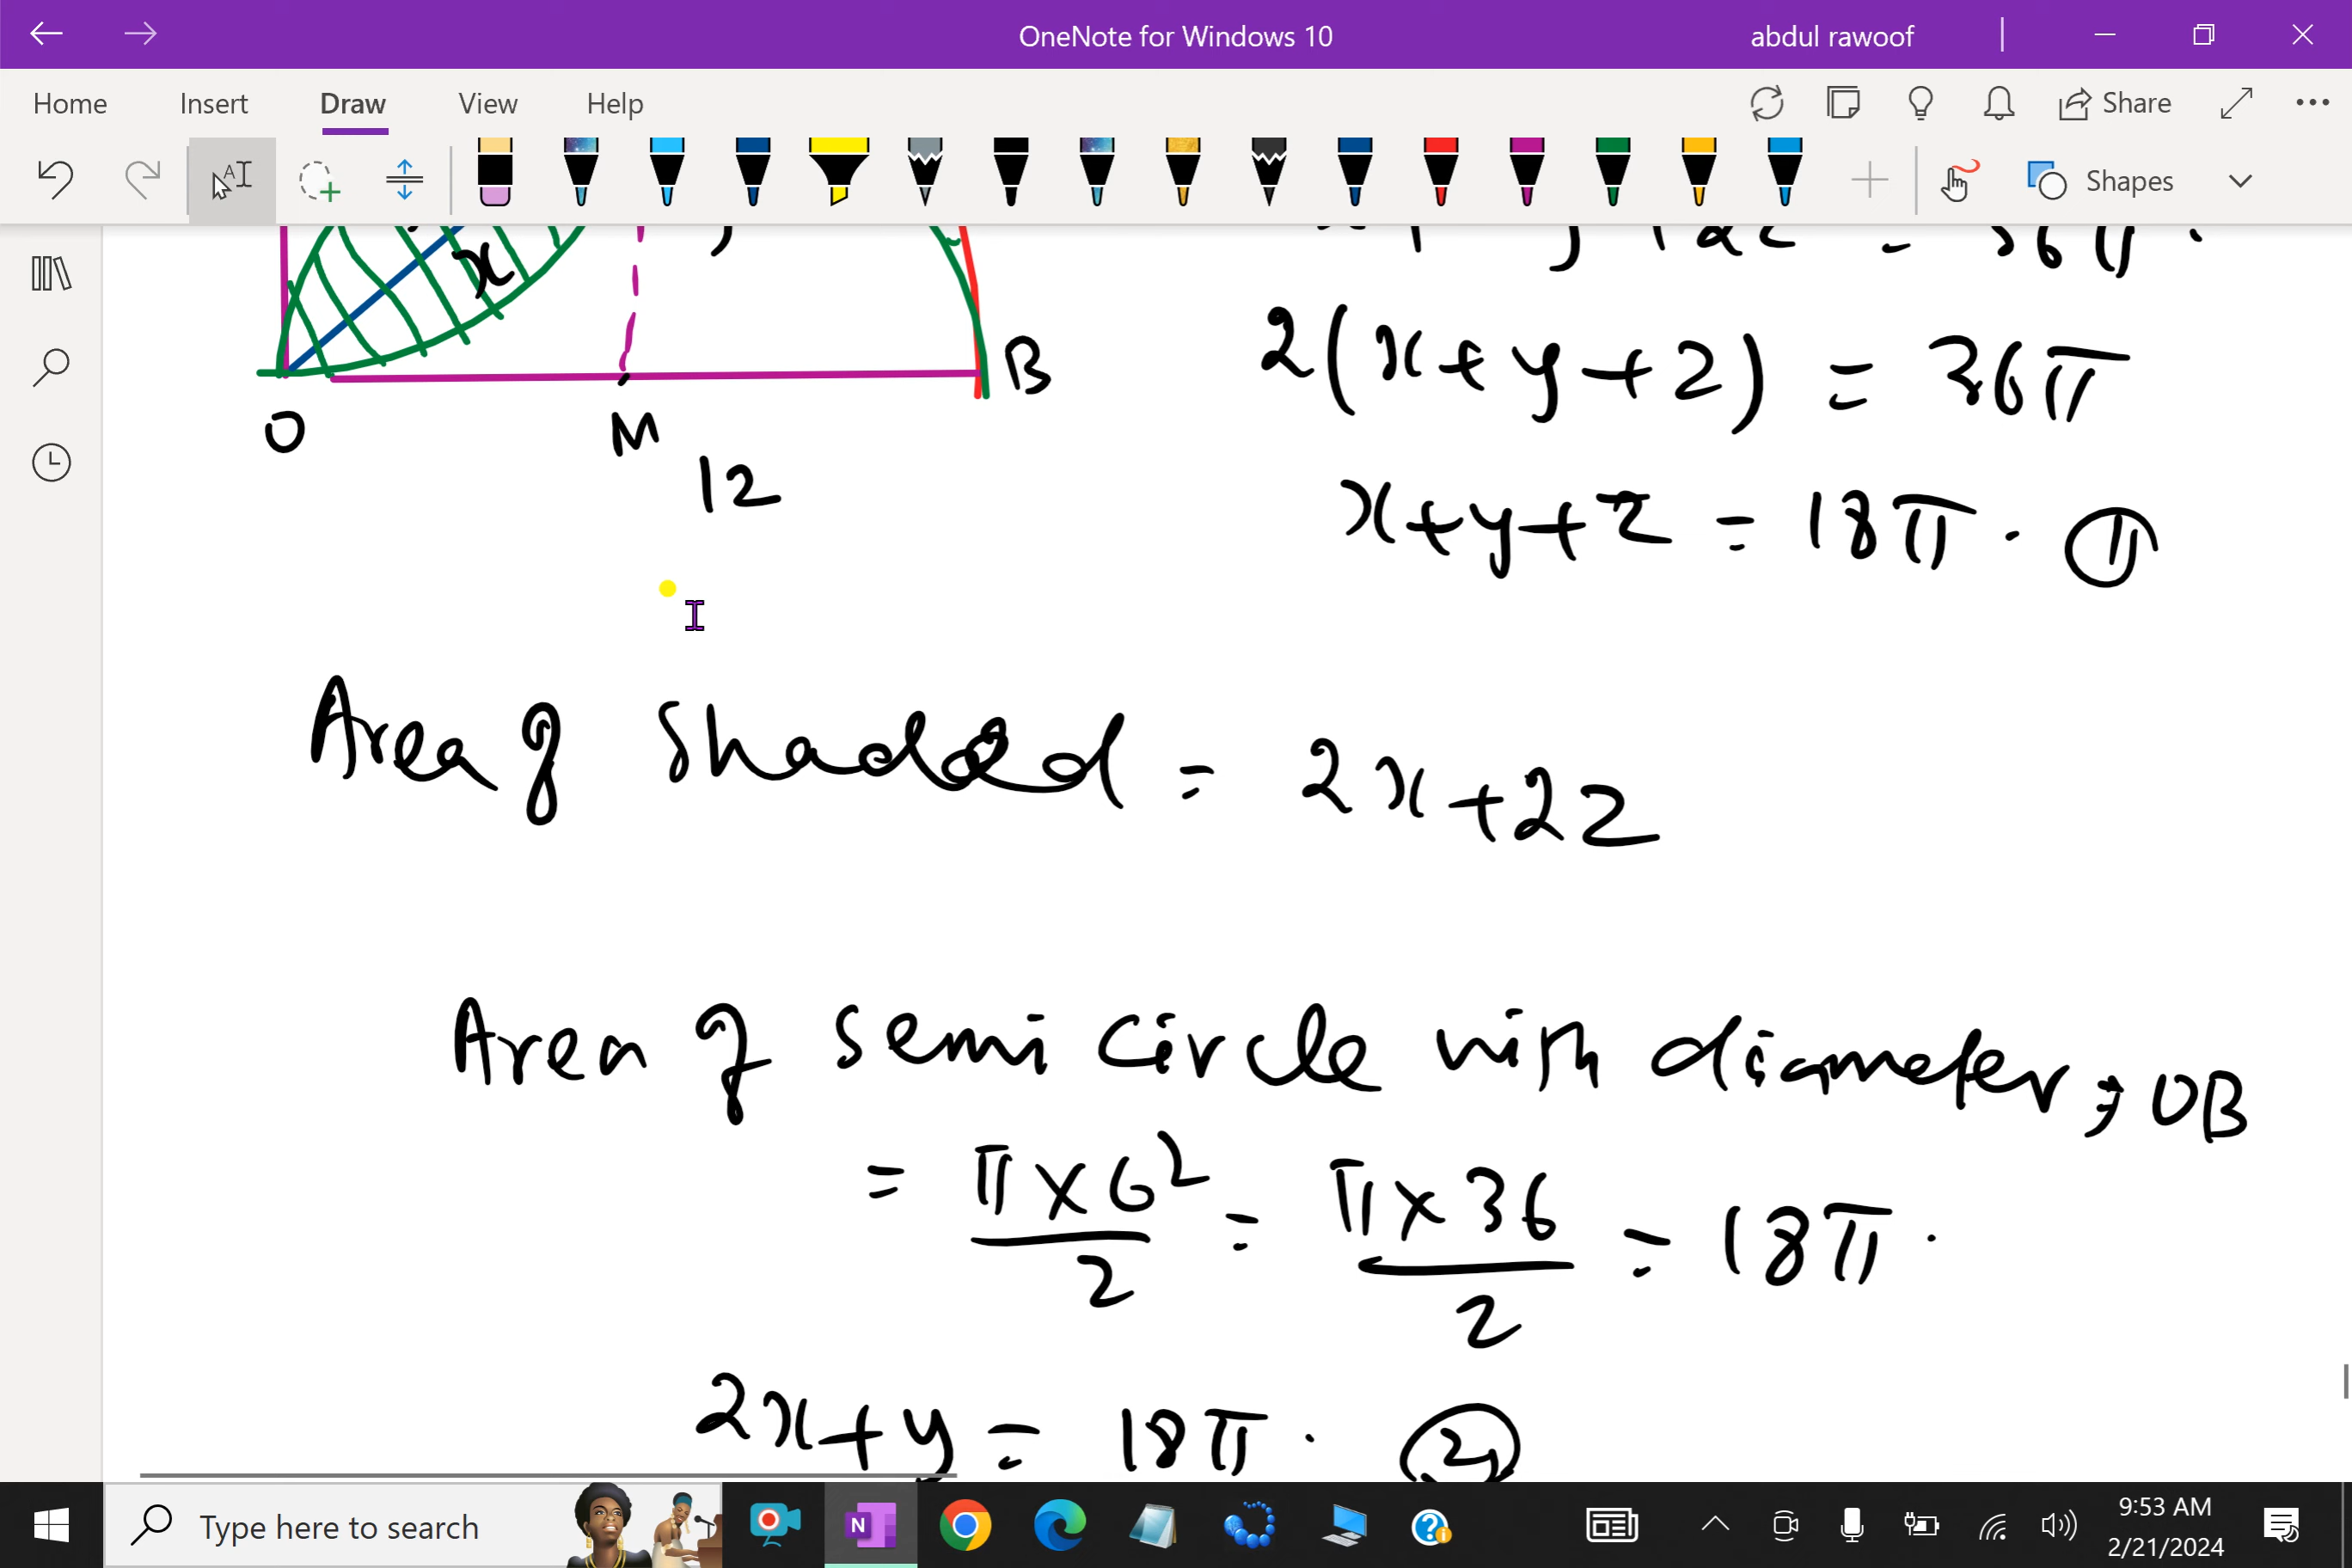 OneNote for Windows 10
abdul rawoof
Home Insert Draw View Help
Share
Shapes
x
B
O
M
12
2(x+y+z) = 36π
x+y+z = 18π. ①
Area of shaded = 2x+2z
Area of semi circle with diameter, OB
= π×6²/2 = π×36/2 = 18π.
2x+y = 18π. ②
Type here to search
9:53 AM
2/21/2024